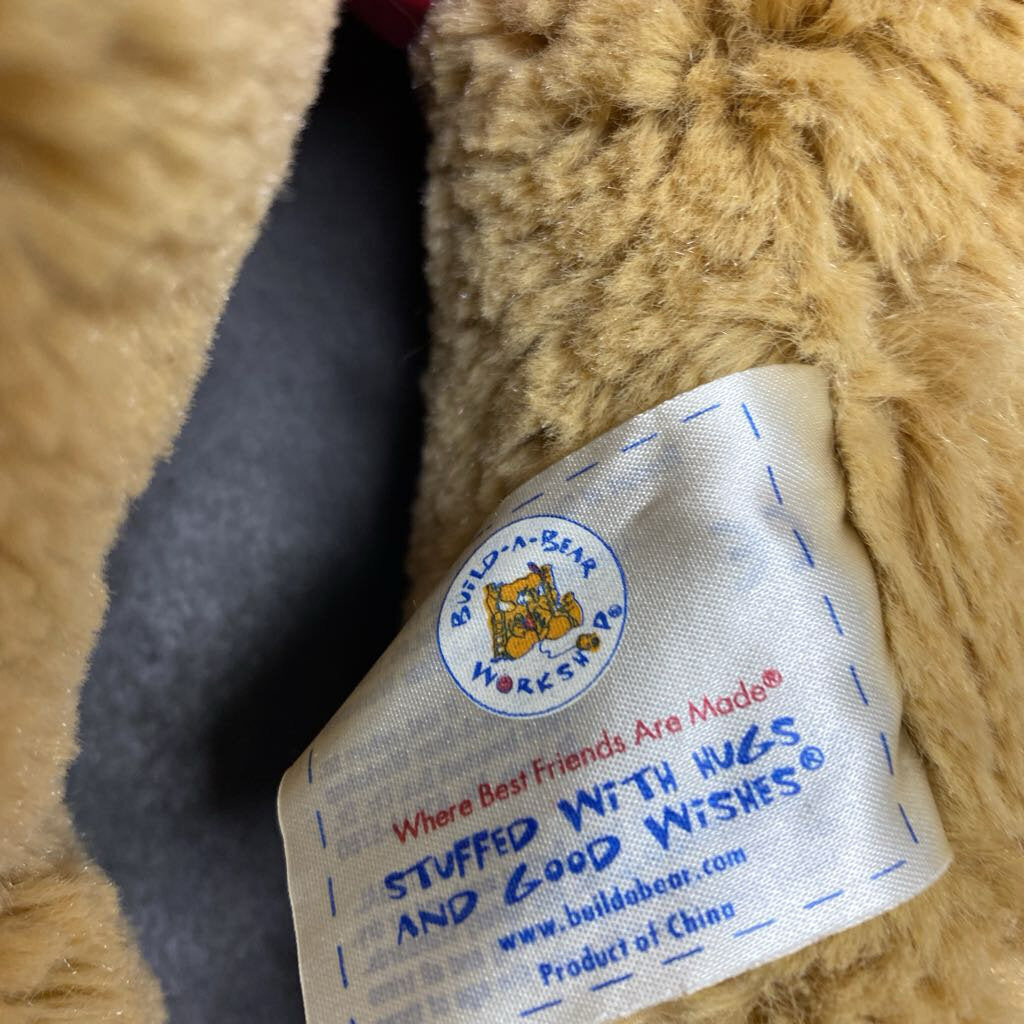 BUILD-A-BEAR
WORKSHOP®
Where Best Friends Are Made®
STUFFED WITH HUGS
AND GOOD WISHES®
www.buildabear.com
Product of China